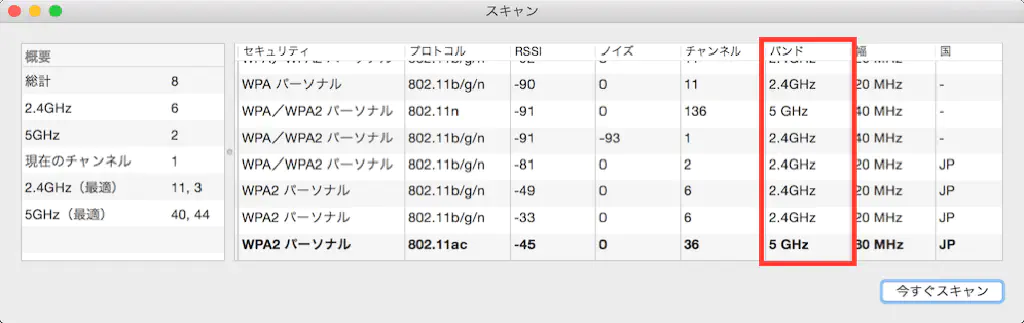 スキャン
概要
総計 8
2.4GHz 6
5GHz 2
現在のチャンネル 1
2.4GHz（最適） 11, 3
5GHz（最適） 40, 44
セキュリティ プロトコル RSSI ノイズ チャンネル バンド 幅 国
WPA パーソナル 802.11b/g/n -90 0 11 2.4GHz 20 MHz -
WPA／WPA2 パーソナル 802.11n -91 0 136 5 GHz 40 MHz -
WPA／WPA2 パーソナル 802.11b/g/n -91 -93 1 2.4GHz 40 MHz -
WPA／WPA2 パーソナル 802.11b/g/n -81 0 2 2.4GHz 20 MHz JP
WPA2 パーソナル 802.11b/g/n -49 0 6 2.4GHz 20 MHz JP
WPA2 パーソナル 802.11b/g/n -33 0 6 2.4GHz 20 MHz JP
WPA2 パーソナル 802.11ac -45 0 36 5 GHz 80 MHz JP
今すぐスキャン